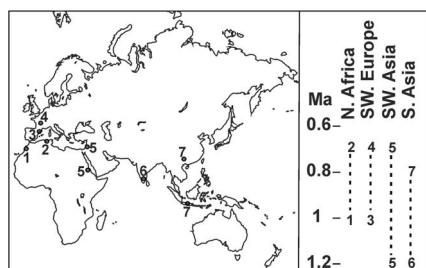 N. Africa
SW. Europe
SW. Asia
S. Asia
Ma
0.6
2 4 5
0.8
7
1
1 3
1.2
5 6
4
3
1
2
5
5
6
7
7